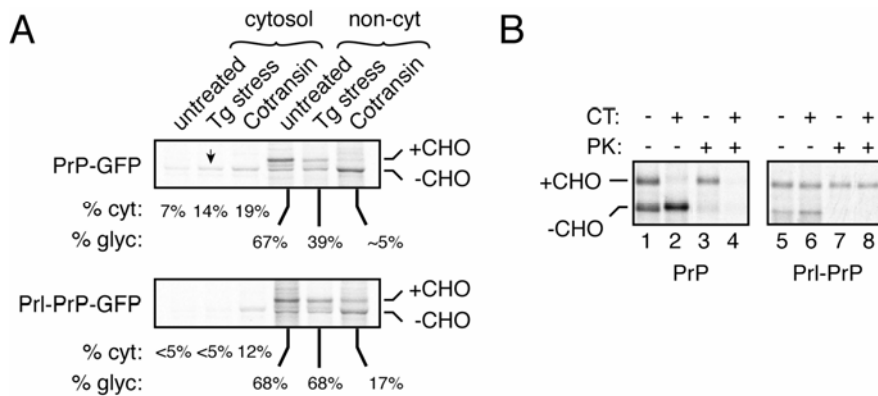 A
cytosol non-cyt
untreated Tg stress Cotransin untreated Tg stress Cotransin
PrP-GFP
+CHO
-CHO
% cyt: 7% 14% 19%
% glyc: 67% 39% ~5%
Prl-PrP-GFP
+CHO
-CHO
% cyt: <5% <5% 12%
% glyc: 68% 68% 17%
B
CT: - + - + - + - +
PK: - - + + - - + +
+CHO
-CHO
1 2 3 4 5 6 7 8
PrP Prl-PrP